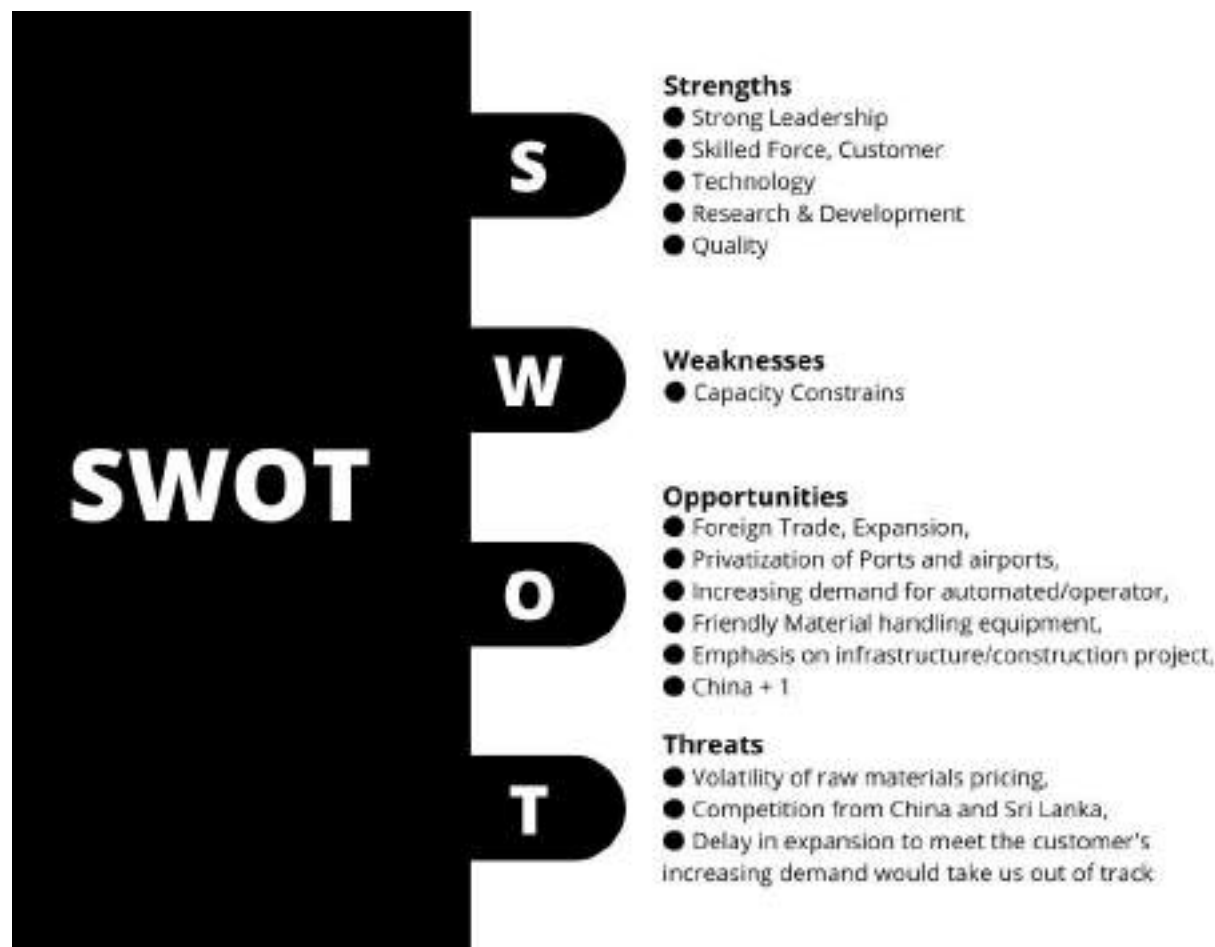 SWOT
S
Strengths
● Strong Leadership
● Skilled Force, Customer
● Technology
● Research & Development
● Quality
W
Weaknesses
● Capacity Constrains
O
Opportunities
● Foreign Trade, Expansion,
● Privatization of Ports and airports,
● Increasing demand for automated/operator,
● Friendly Material handling equipment,
● Emphasis on infrastructure/construction project,
● China + 1
T
Threats
● Volatility of raw materials pricing,
● Competition from China and Sri Lanka,
● Delay in expansion to meet the customer's
increasing demand would take us out of track